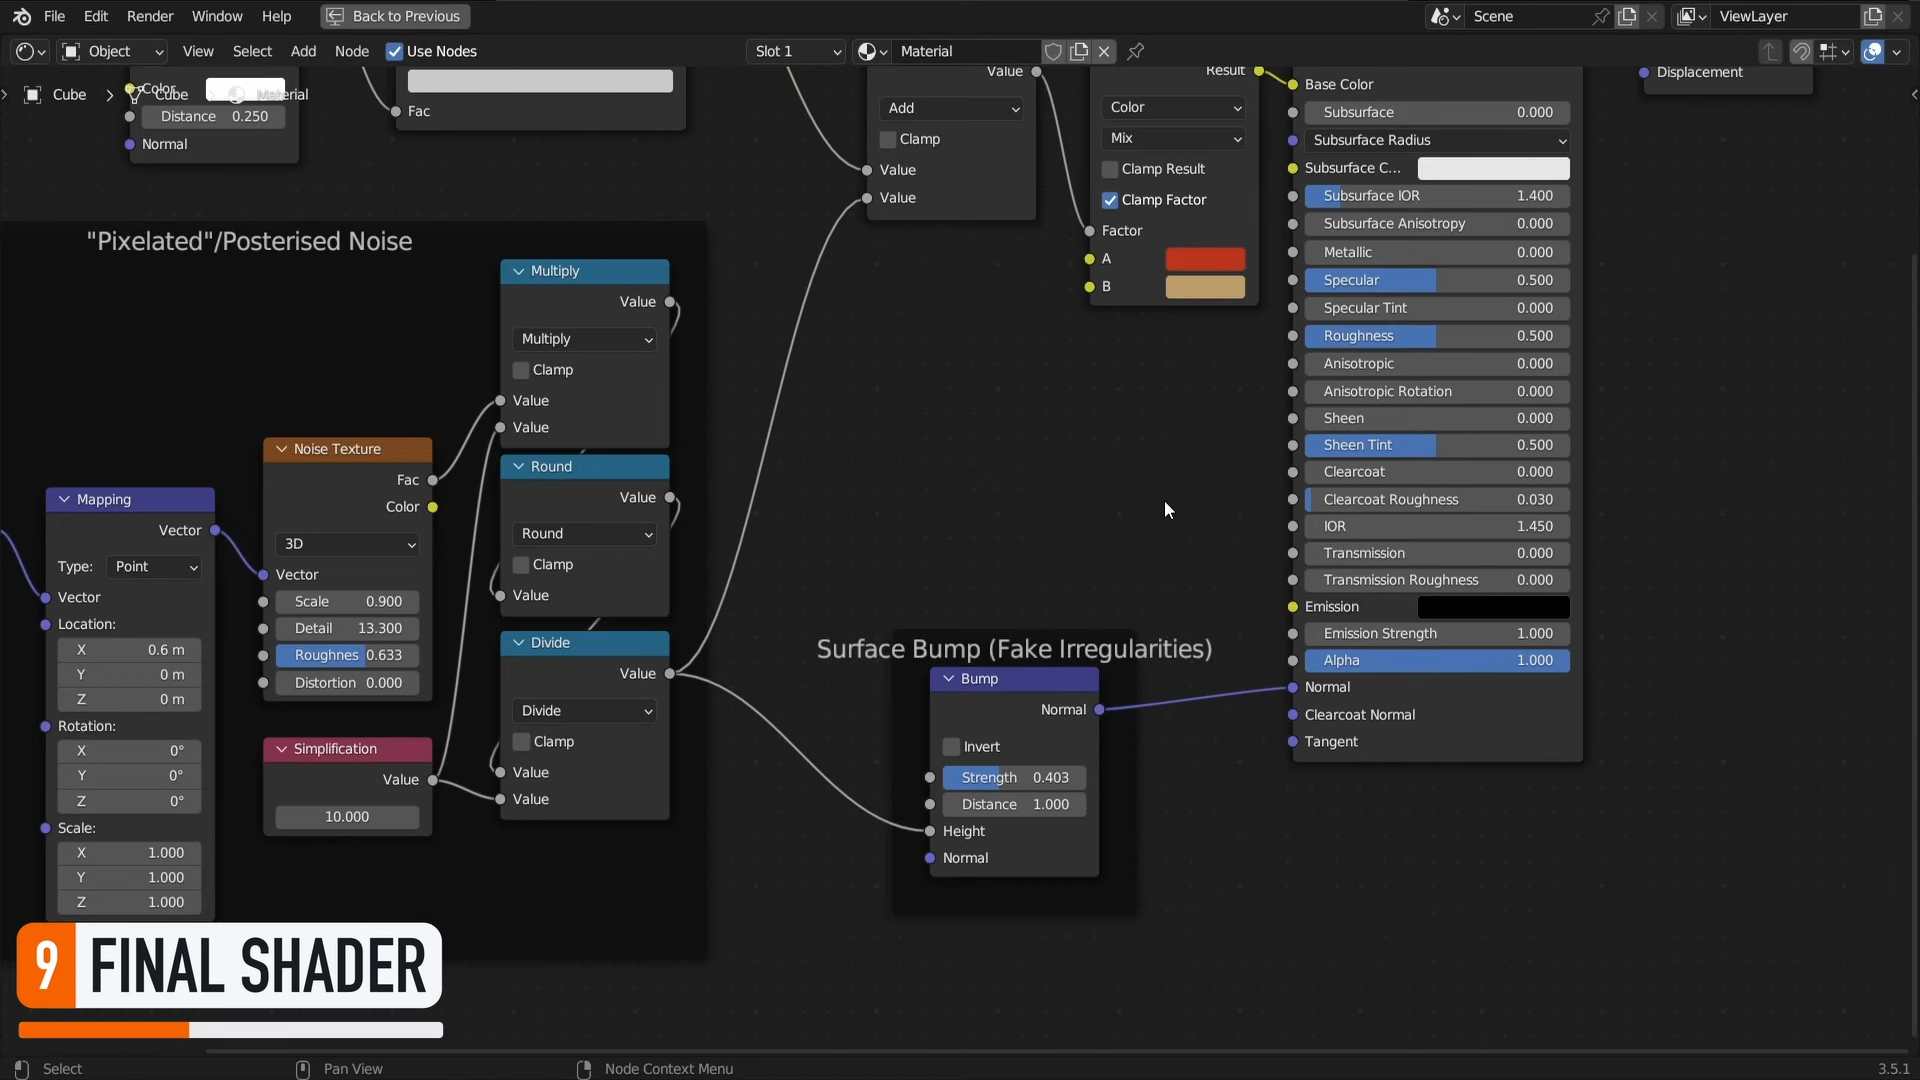 File Edit Render Window Help Back to Previous Scene ViewLayer
Object View Select Add Node Use Nodes Slot 1 Material
Cube Cube Material
Color
Distance 0.250
Normal
Fac
Value
Add
Clamp
Value
Value
Result
Color
Mix
Clamp Result
Clamp Factor
Factor
A
B
Base Color
Subsurface 0.000
Subsurface Radius
Subsurface C...
Subsurface IOR 1.400
Subsurface Anisotropy 0.000
Metallic 0.000
Specular 0.500
Specular Tint 0.000
Roughness 0.500
Anisotropic 0.000
Anisotropic Rotation 0.000
Sheen 0.000
Sheen Tint 0.500
Clearcoat 0.000
Clearcoat Roughness 0.030
IOR 1.450
Transmission 0.000
Transmission Roughness 0.000
Emission
Emission Strength 1.000
Alpha 1.000
Normal
Clearcoat Normal
Tangent
Displacement
"Pixelated"/Posterised Noise
Mapping
Vector
Type: Point
Vector
Location:
X 0.6 m
Y 0 m
Z 0 m
Rotation:
X 0°
Y 0°
Z 0°
Scale:
X 1.000
Y 1.000
Z 1.000
Noise Texture
Fac
Color
3D
Vector
Scale 0.900
Detail 13.300
Roughnes 0.633
Distortion 0.000
Simplification
Value
10.000
Multiply
Value
Multiply
Clamp
Value
Value
Round
Value
Round
Clamp
Value
Divide
Value
Divide
Clamp
Value
Value
Surface Bump (Fake Irregularities)
Bump
Normal
Invert
Strength 0.403
Distance 1.000
Height
Normal
9 FINAL SHADER
Select Pan View Node Context Menu 3.5.1